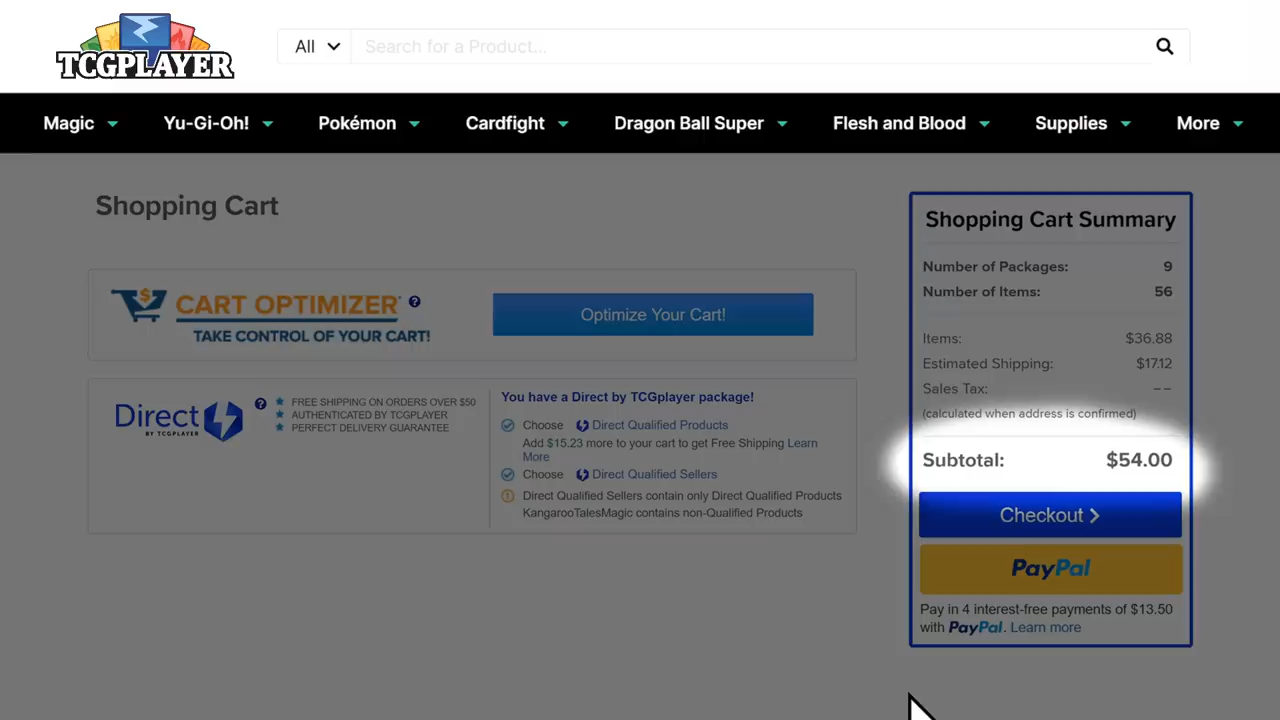 TCGPLAYER
All
Search for a Product...
Magic
Yu-Gi-Oh!
Pokémon
Cardfight
Dragon Ball Super
Flesh and Blood
Supplies
More
Shopping Cart
CART OPTIMIZER
TAKE CONTROL OF YOUR CART!
Optimize Your Cart!
Direct
BY TCGPLAYER
FREE SHIPPING ON ORDERS OVER $50
AUTHENTICATED BY TCGPLAYER
PERFECT DELIVERY GUARANTEE
You have a Direct by TCGplayer package!
Choose Direct Qualified Products
Add $15.23 more to your cart to get Free Shipping Learn
More
Choose Direct Qualified Sellers
Direct Qualified Sellers contain only Direct Qualified Products
KangarooTalesMagic contains non-Qualified Products
Shopping Cart Summary
Number of Packages: 9
Number of Items: 56
Items: $36.88
Estimated Shipping: $17.12
Sales Tax: --
(calculated when address is confirmed)
Subtotal: $54.00
Checkout
PayPal
Pay in 4 interest-free payments of $13.50
with PayPal. Learn more